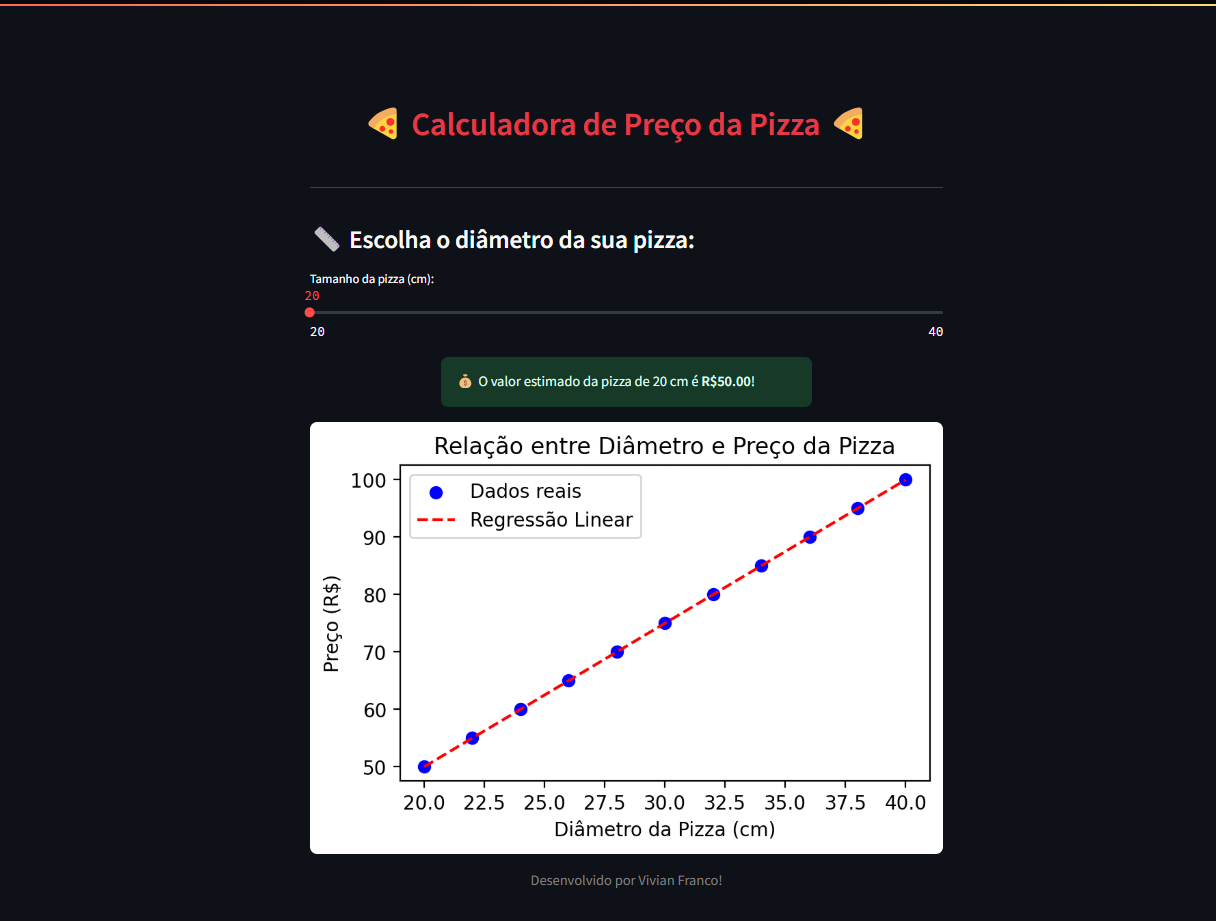 🍕 Calculadora de Preço da Pizza 🍕
📏 Escolha o diâmetro da sua pizza:
Tamanho da pizza (cm):
20
20 40
💰 O valor estimado da pizza de 20 cm é R$50.00!
Relação entre Diâmetro e Preço da Pizza
Dados reais
Regressão Linear
Preço (R$)
100
90
80
70
60
50
20.0 22.5 25.0 27.5 30.0 32.5 35.0 37.5 40.0
Diâmetro da Pizza (cm)
Desenvolvido por Vivian Franco!